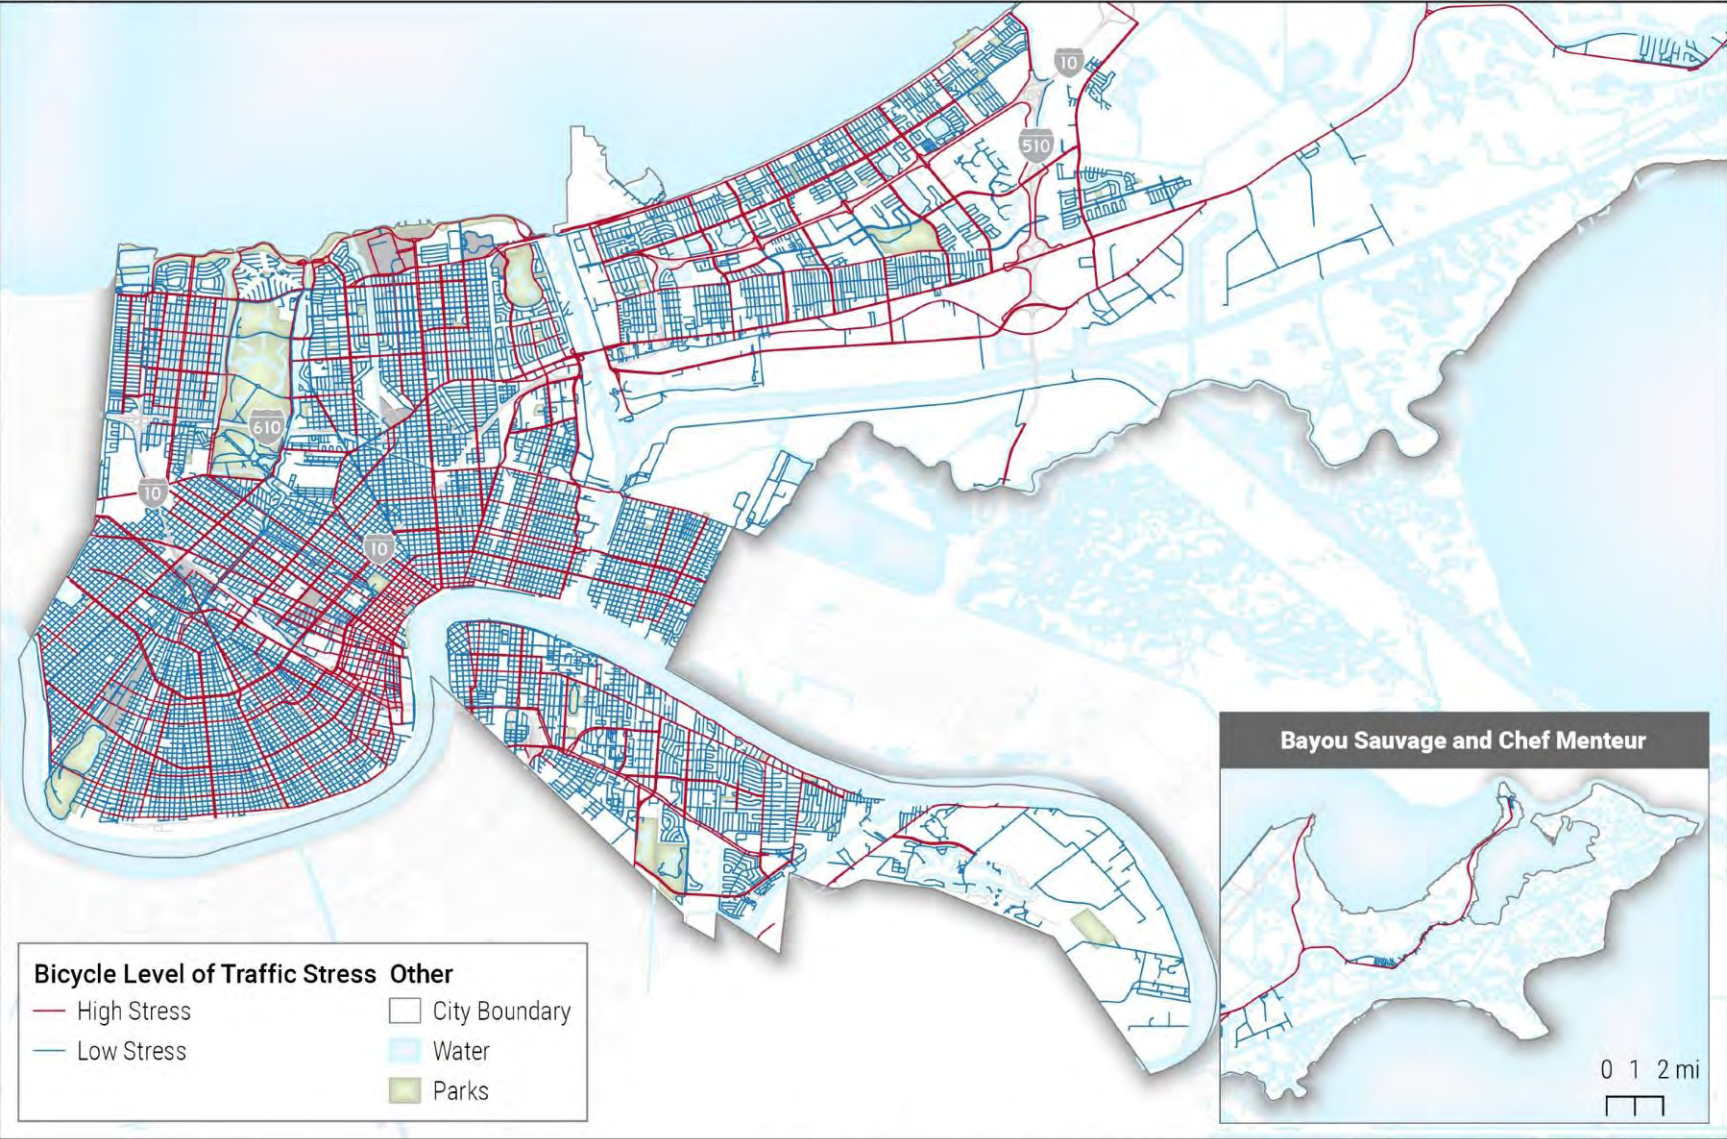 10
510
610
10
10
Bayou Sauvage and Chef Menteur
0 1 2 mi
Bicycle Level of Traffic Stress Other
High Stress City Boundary
Low Stress Water
Parks